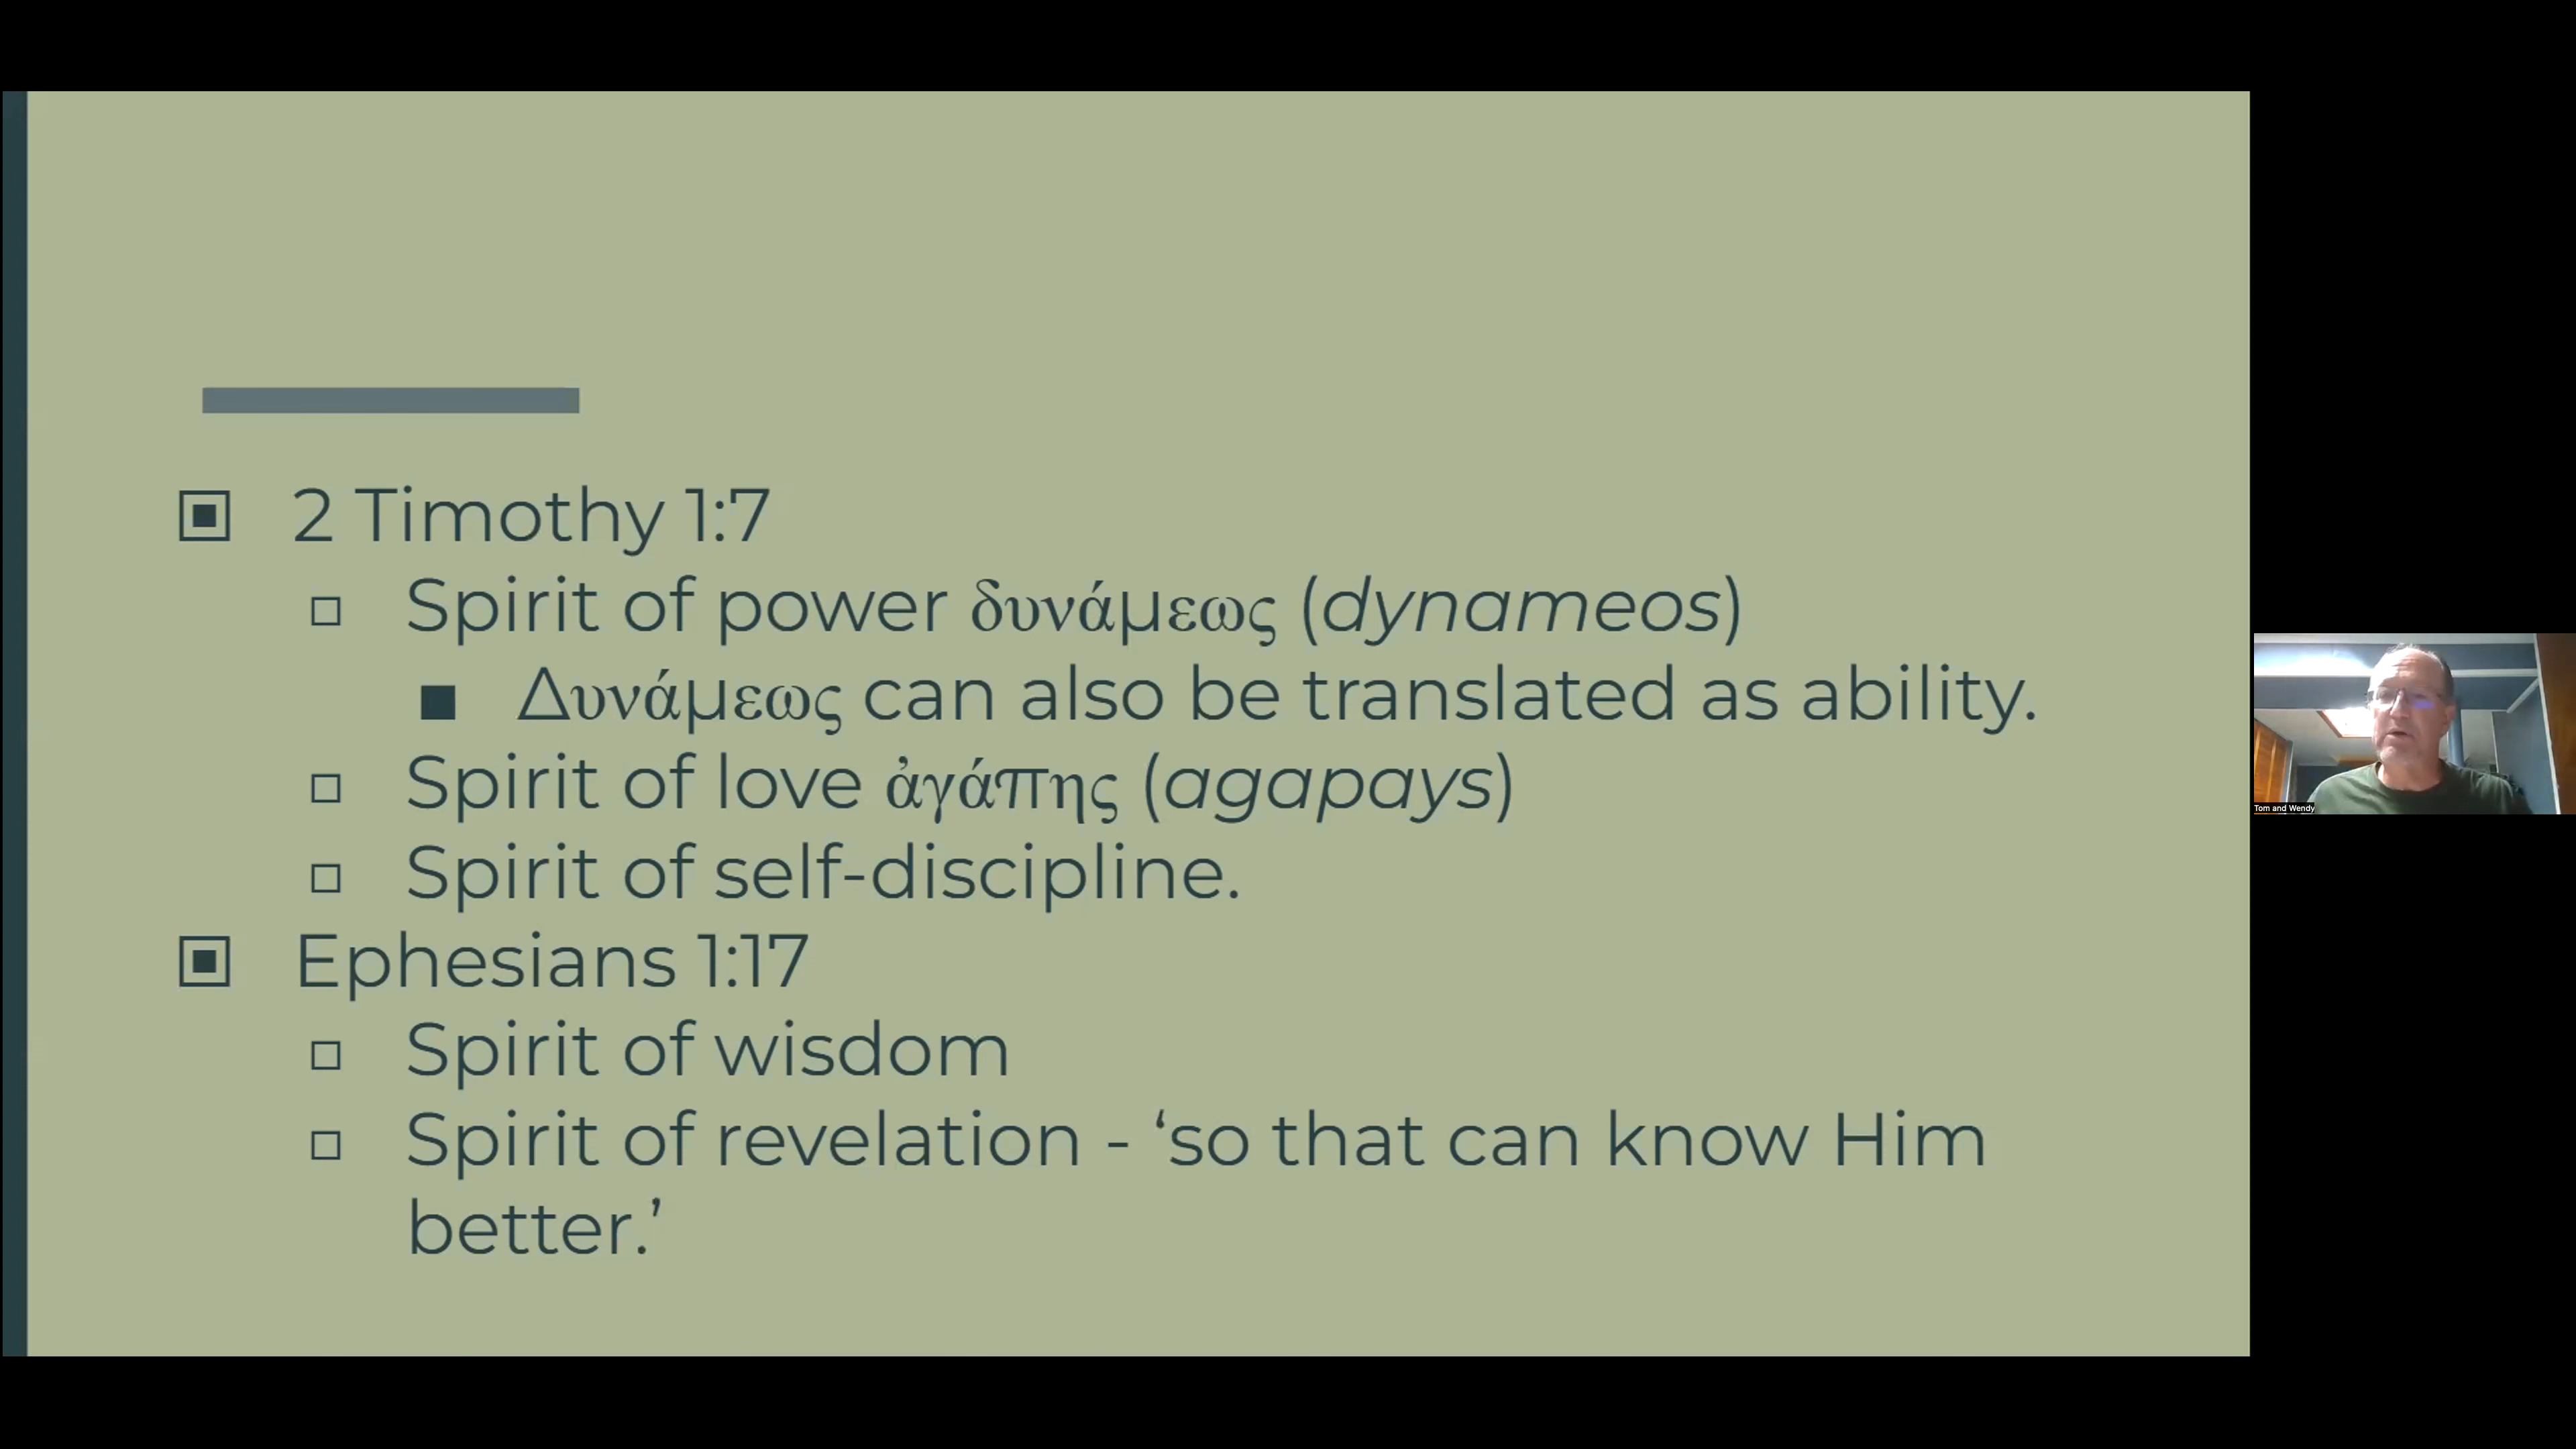 2 Timothy 1:7
Spirit of power δυνάμεως (dynameos)
Δυνάμεως can also be translated as ability.
Spirit of love ἀγάπης (agapays)
Spirit of self-discipline.
Ephesians 1:17
Spirit of wisdom
Spirit of revelation - ‘so that can know Him
better.’
Tom and Wendy